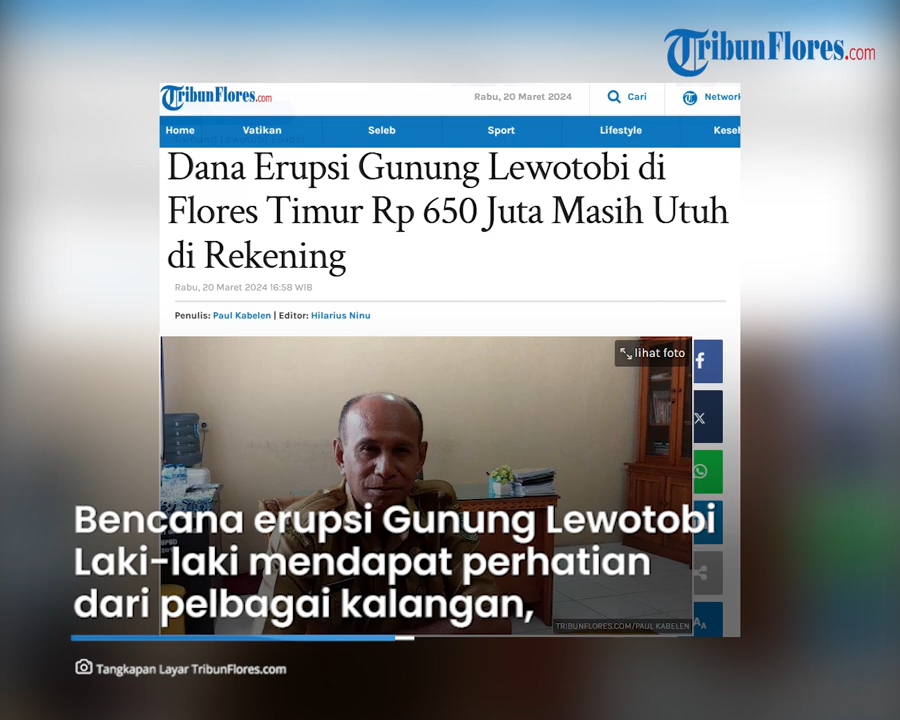 TribunFlores.com
TribunFlores.com
Rabu, 20 Maret 2024
Cari
Network
Home
Vatikan
Seleb
Sport
Lifestyle
Dana Erupsi Gunung Lewotobi di
Flores Timur Rp 650 Juta Masih Utuh
di Rekening
Rabu, 20 Maret 2024 16:58 WIB
Penulis: Paul Kabelen | Editor: Hilarius Ninu
lihat foto
Bencana erupsi Gunung Lewotobi
Laki-laki mendapat perhatian
dari pelbagai kalangan,
TRIBUNFLORES.COM/PAUL KABELEN
AA
Tangkapan Layar TribunFlores.com